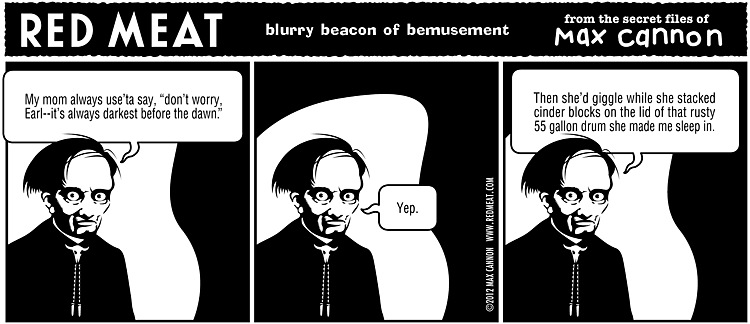 RED MEAT
blurry beacon of bemusement
from the secret files of
Max cannon
My mom always use'ta say, "don't worry,
Earl--it's always darkest before the dawn."
Yep.
©2012 MAX CANNON WWW.REDMEAT.COM
Then she'd giggle while she stacked
cinder blocks on the lid of that rusty
55 gallon drum she made me sleep in.